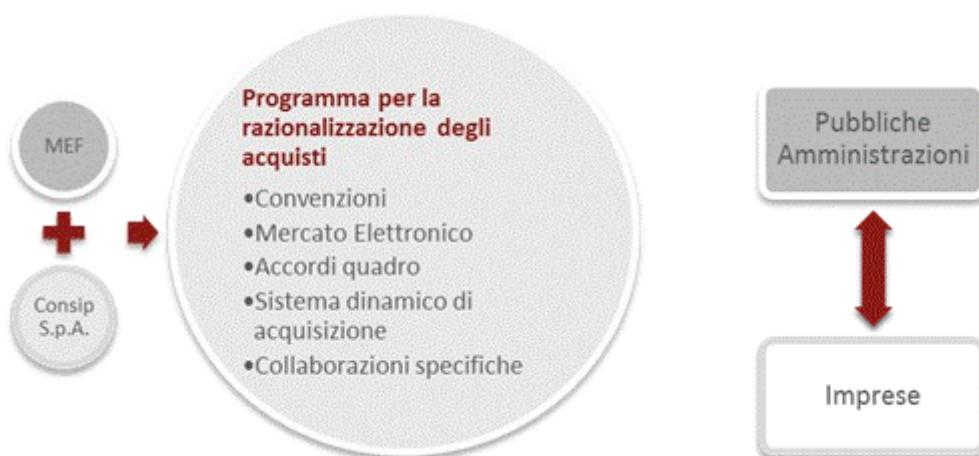 MEF
Consip
S.p.A.
Programma per la
razionalizzazione degli
acquisti
•Convenzioni
•Mercato Elettronico
•Accordi quadro
•Sistema dinamico di
acquisizione
•Collaborazioni specifiche
Pubbliche
Amministrazioni
Imprese